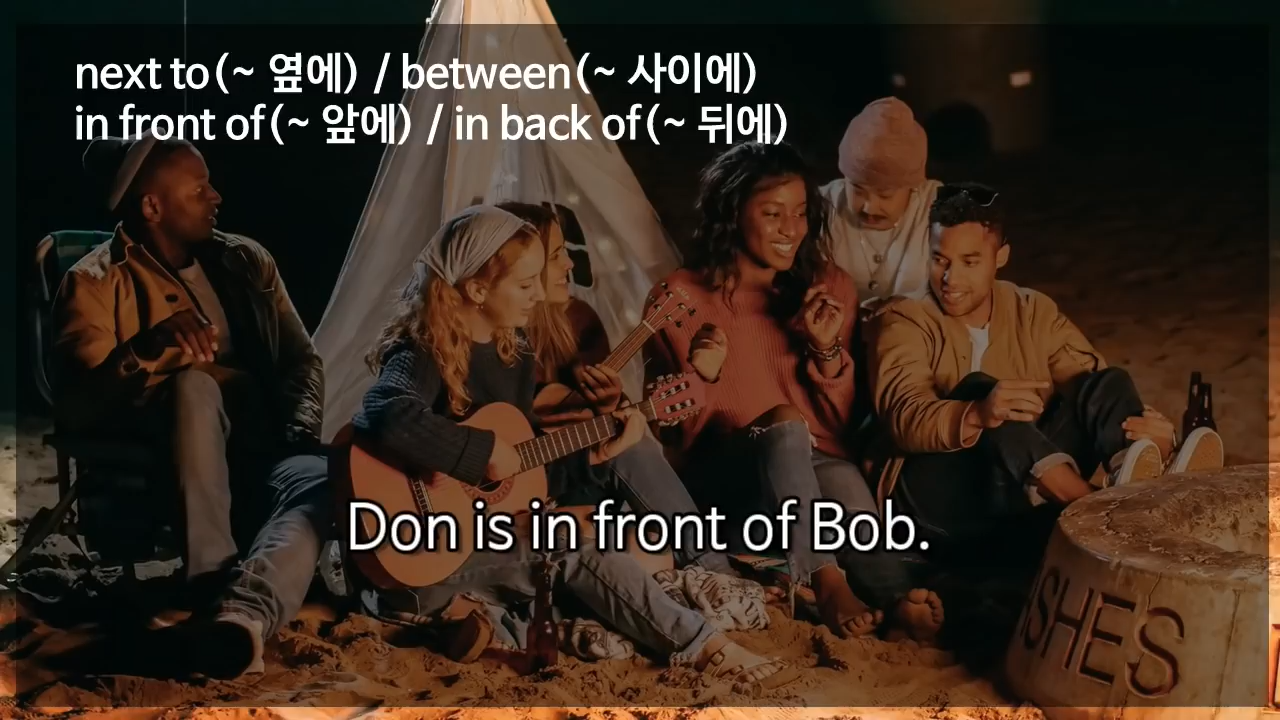 next to(~ 옆에) / between(~ 사이에)
in front of(~ 앞에) / in back of(~ 뒤에)
Don is in front of Bob.
SHES